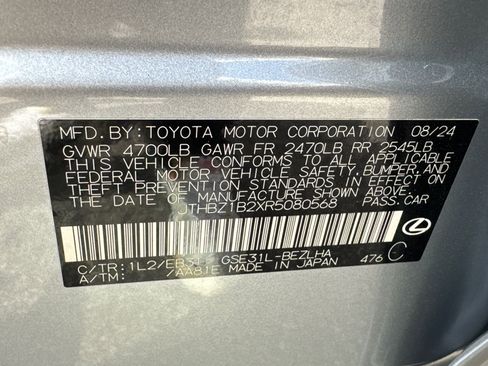 MFD. BY: TOYOTA MOTOR CORPORATION 08/24
GVWR 4700LB GAWR FR 2470LB RR 2545LB
THIS VEHICLE CONFORMS TO ALL APPLICABLE
FEDERAL MOTOR VEHICLE SAFETY, BUMPER, AND
THEFT PREVENTION STANDARDS IN EFFECT ON
THE DATE OF MANUFACTURE SHOWN ABOVE.
JTHBZ1B2XR5080568 PASS.CAR
C/TR: 1L2/EB31 GSE31L-BEZLHA
A/TM: /AA81E MADE IN JAPAN 476 C